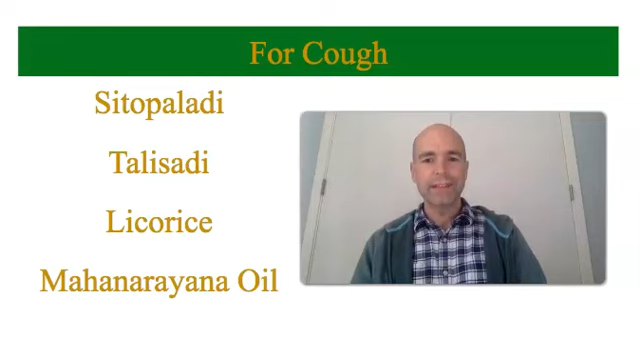 For Cough
Sitopaladi
Talisadi
Licorice
Mahanarayana Oil